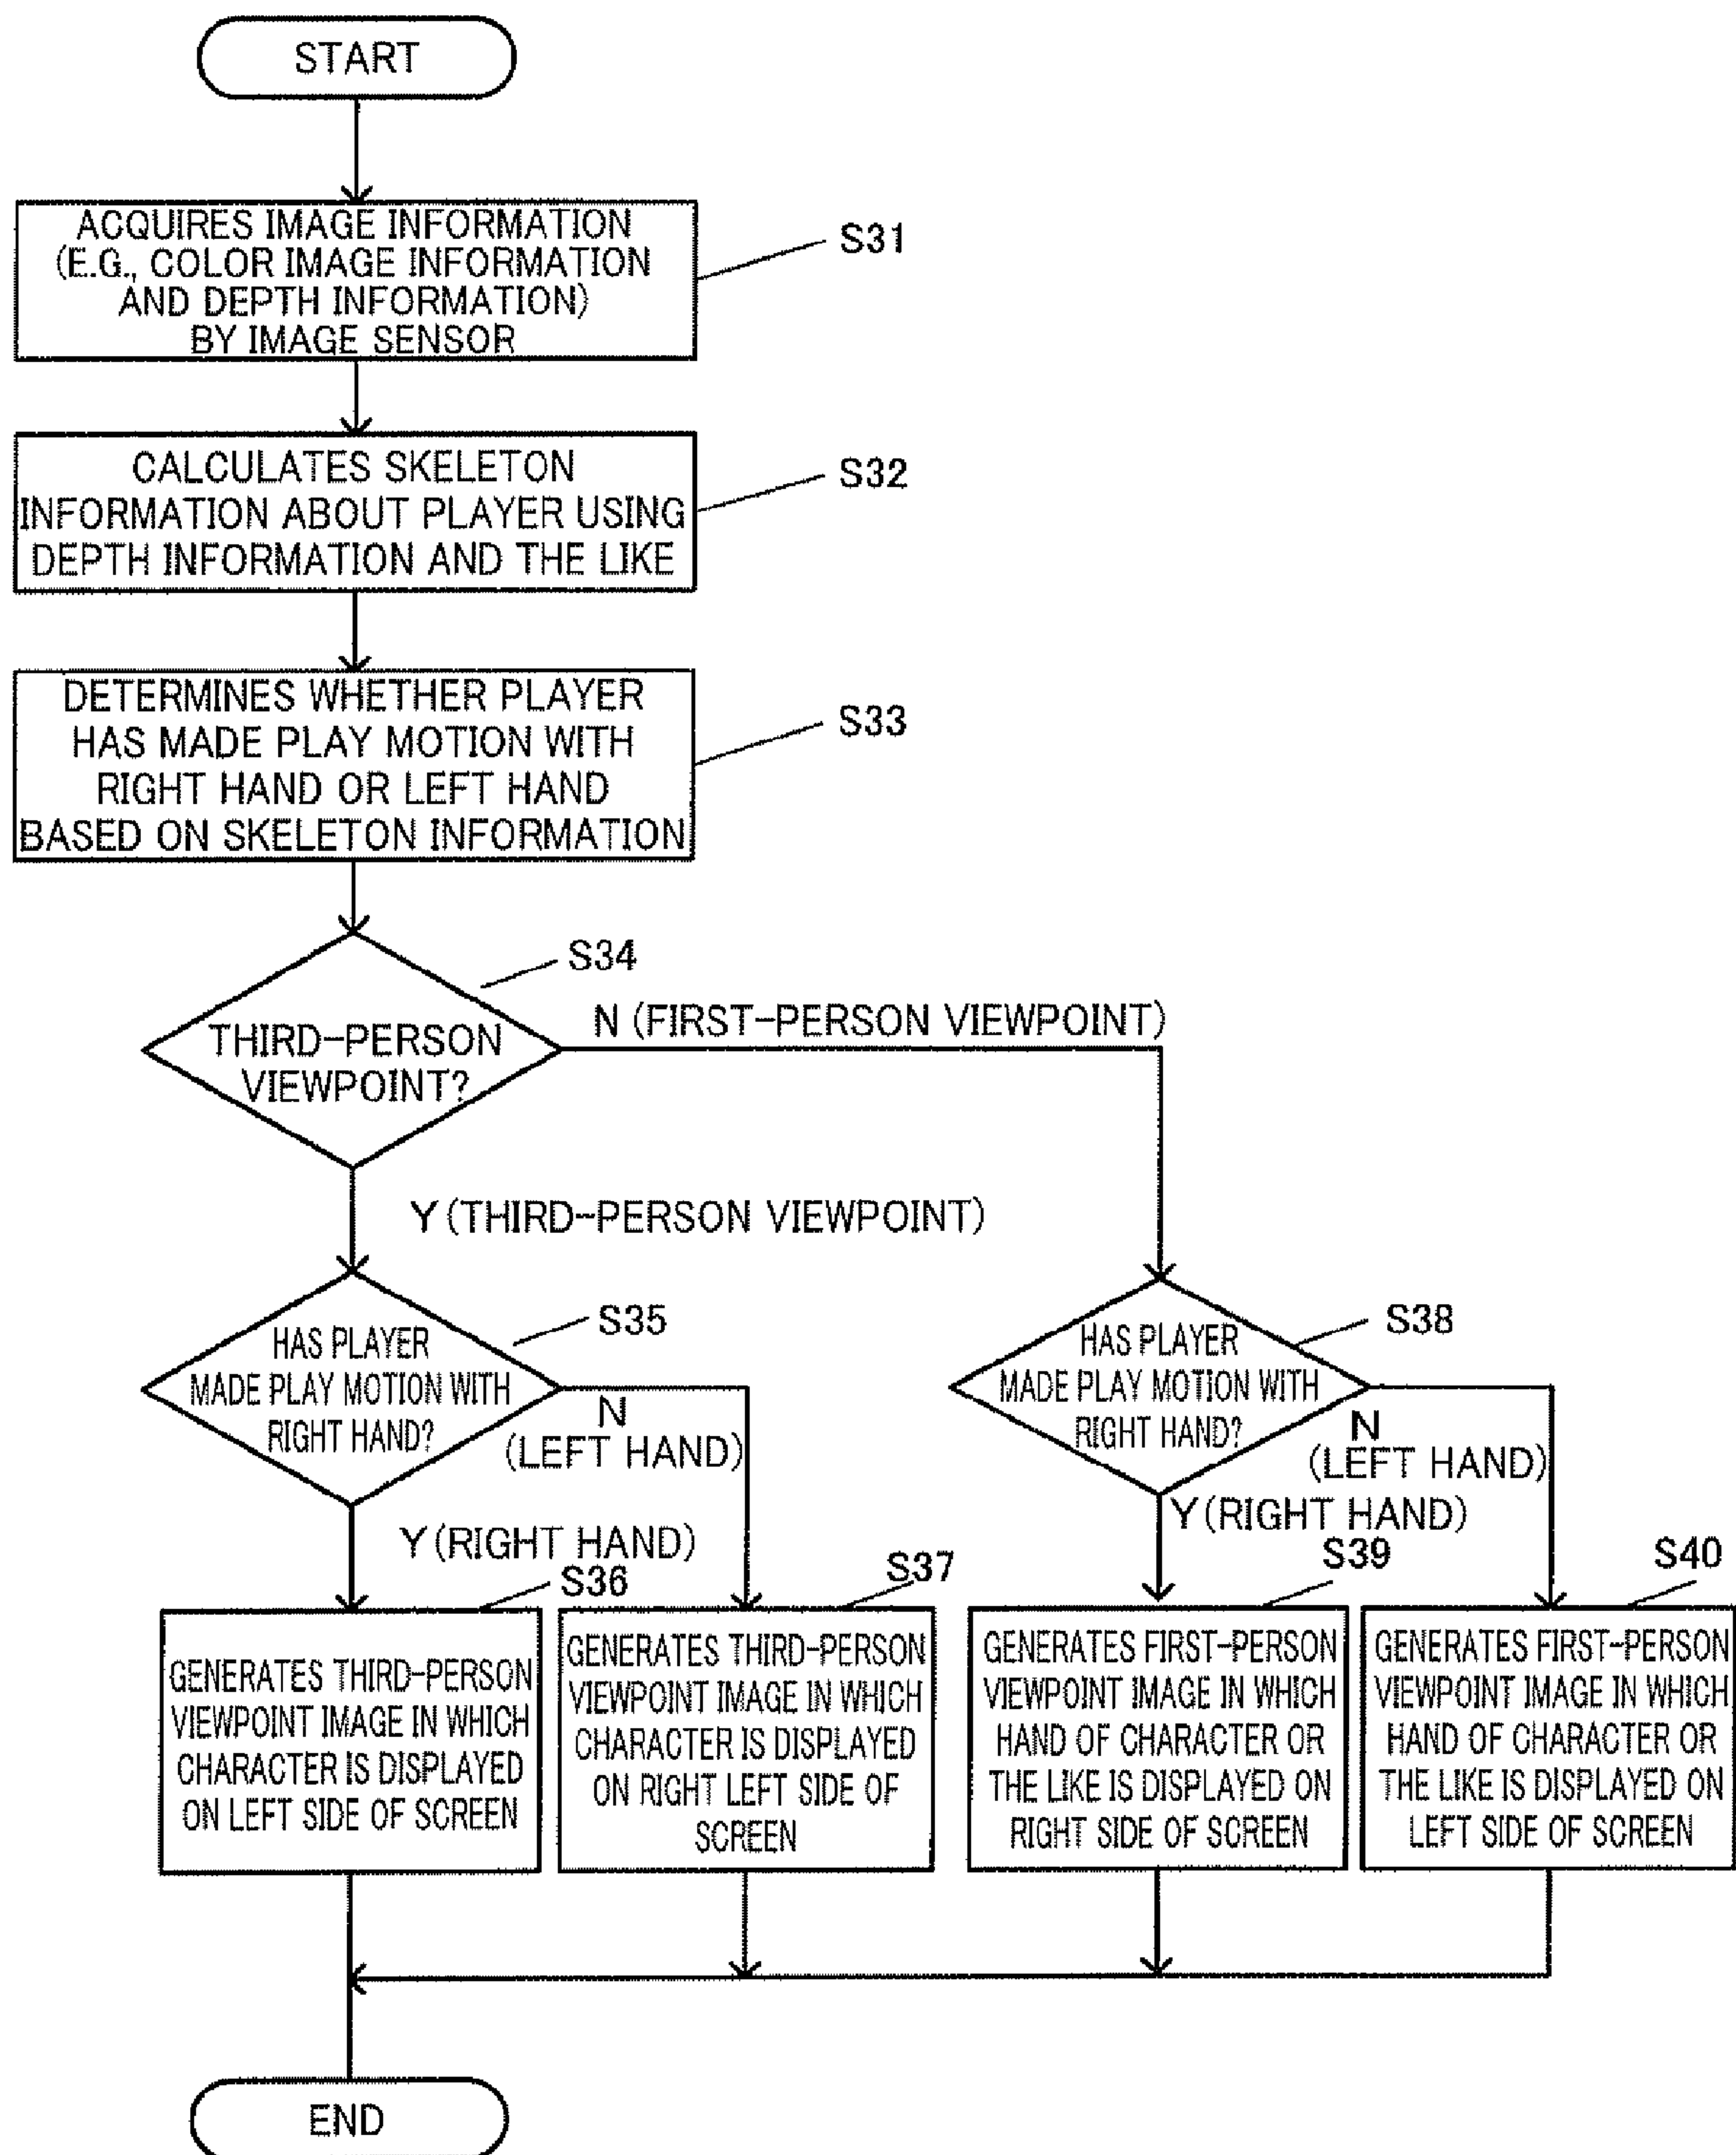 START
ACQUIRES IMAGE INFORMATION
(E.G., COLOR IMAGE INFORMATION
AND DEPTH INFORMATION)
BY IMAGE SENSOR
S31
CALCULATES SKELETON
INFORMATION ABOUT PLAYER USING
DEPTH INFORMATION AND THE LIKE
S32
DETERMINES WHETHER PLAYER
HAS MADE PLAY MOTION WITH
RIGHT HAND OR LEFT HAND
BASED ON SKELETON INFORMATION
S33
S34
THIRD-PERSON
VIEWPOINT?
N (FIRST-PERSON VIEWPOINT)
Y (THIRD-PERSON VIEWPOINT)
S35
HAS PLAYER
MADE PLAY MOTION WITH
RIGHT HAND?
N
(LEFT HAND)
Y (RIGHT HAND)
S38
HAS PLAYER
MADE PLAY MOTION WITH
RIGHT HAND?
N
(LEFT HAND)
Y (RIGHT HAND)
S36
GENERATES THIRD-PERSON
VIEWPOINT IMAGE IN WHICH
CHARACTER IS DISPLAYED
ON LEFT SIDE OF SCREEN
S37
GENERATES THIRD-PERSON
VIEWPOINT IMAGE IN WHICH
CHARACTER IS DISPLAYED
ON RIGHT LEFT SIDE OF
SCREEN
S39
GENERATES FIRST-PERSON
VIEWPOINT IMAGE IN WHICH
HAND OF CHARACTER OR
THE LIKE IS DISPLAYED ON
RIGHT SIDE OF SCREEN
S40
GENERATES FIRST-PERSON
VIEWPOINT IMAGE IN WHICH
HAND OF CHARACTER OR
THE LIKE IS DISPLAYED ON
LEFT SIDE OF SCREEN
END